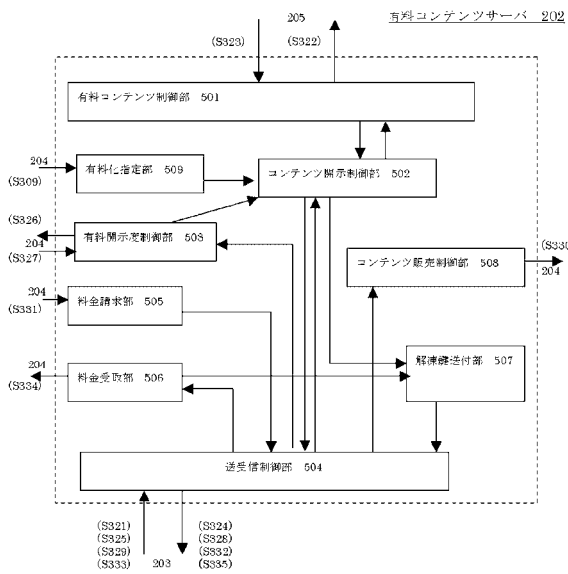 有料コンテンツサーバ 202
205
(S323)
(S322)
有料コンテンツ制御部 501
204
(S309)
有料化指定部 509
コンテンツ開示制御部 502
(S326)
204
(S327)
有料開示度制御部 503
コンテンツ販売制御部 508
(S330)
204
204
(S331)
料金請求部 505
204
(S334)
料金受取部 506
解凍鍵送付部 507
送受信制御部 504
(S321)
(S325)
(S329)
(S333)
203
(S324)
(S328)
(S332)
(S335)